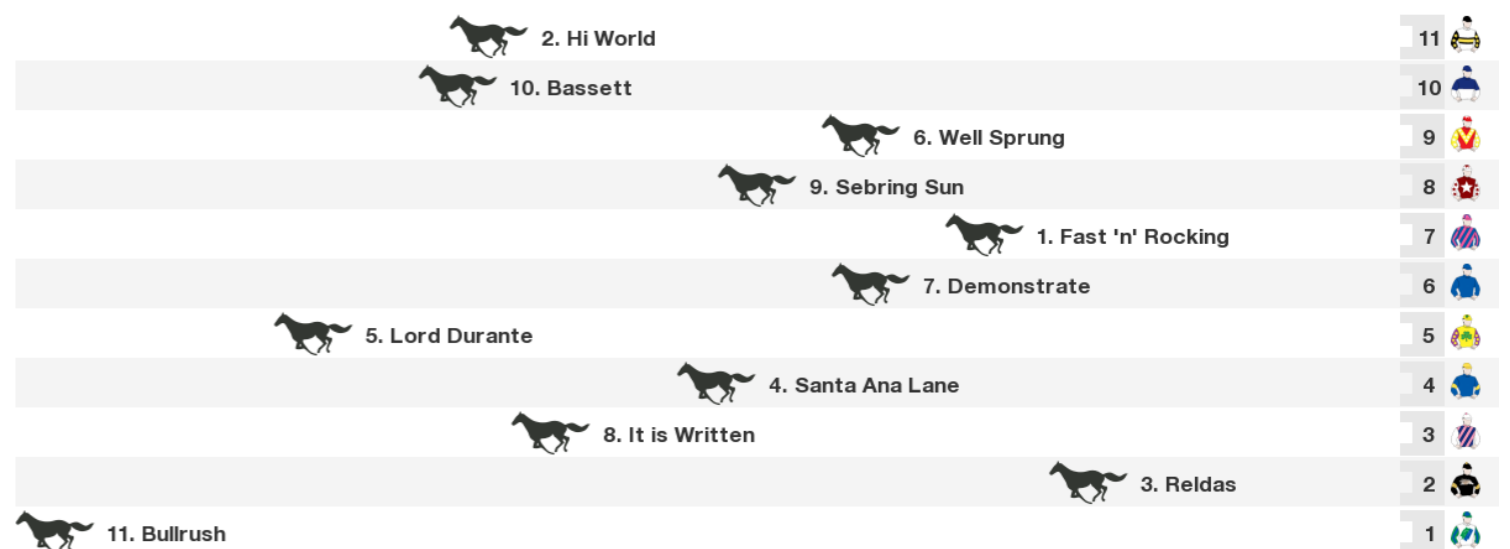 2. Hi World 11
10. Bassett 10
6. Well Sprung 9
9. Sebring Sun 8
1. Fast 'n' Rocking 7
7. Demonstrate 6
5. Lord Durante 5
4. Santa Ana Lane 4
8. It is Written 3
3. Reldas 2
11. Bullrush 1